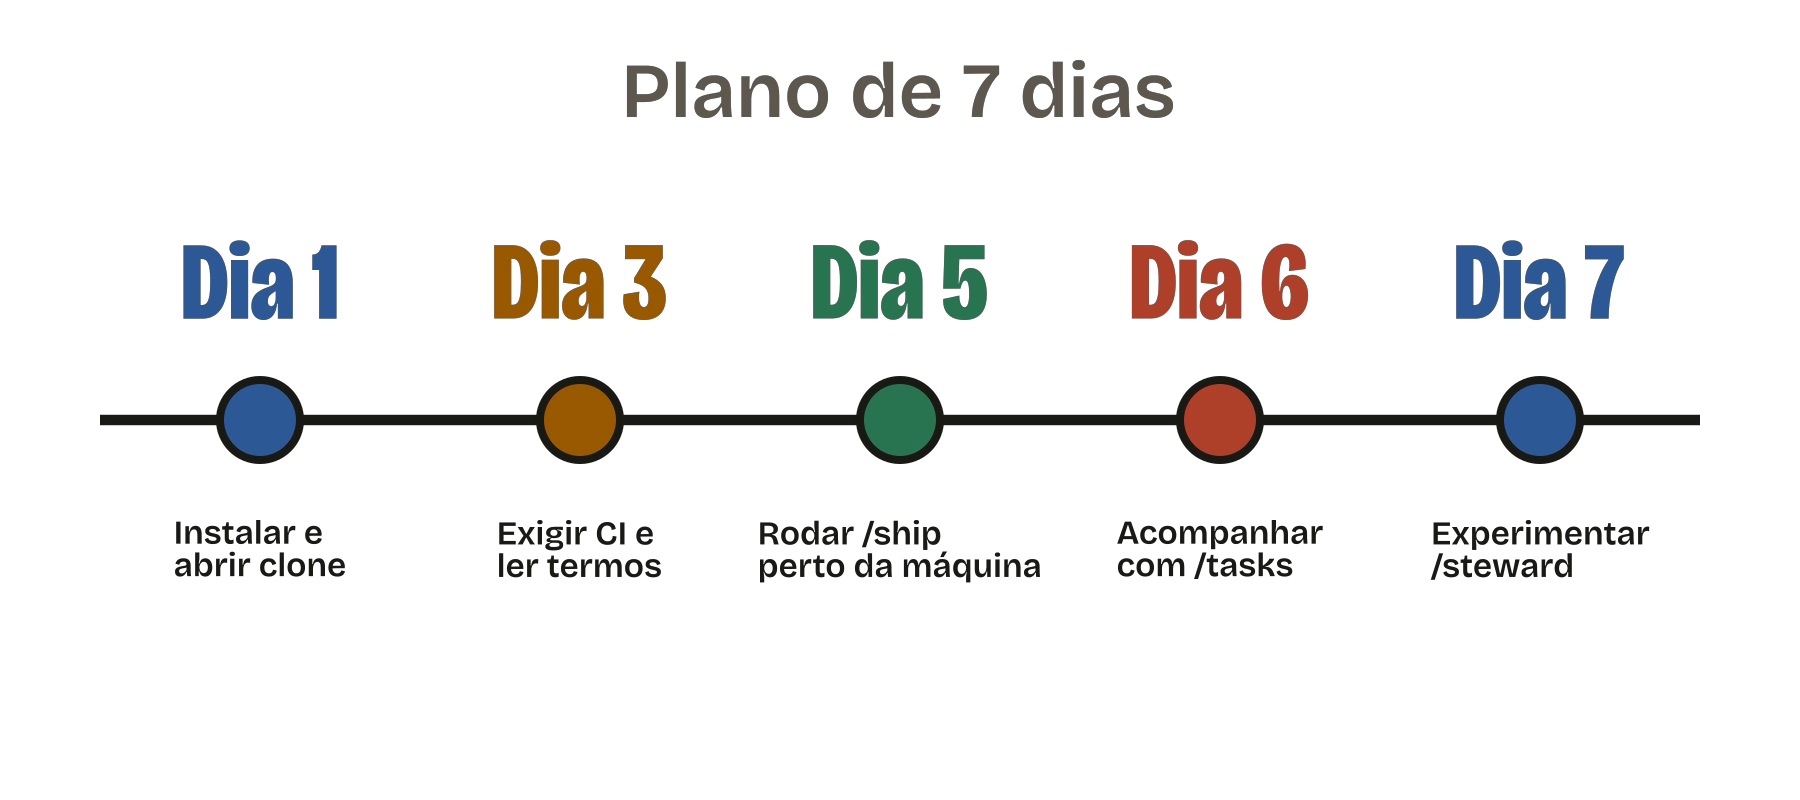 Plano de 7 dias
Dia 1
Dia 3
Dia 5
Dia 6
Dia 7
Instalar e
abrir clone
Exigir CI e
ler termos
Rodar /ship
perto da máquina
Acompanhar
com /tasks
Experimentar
/steward